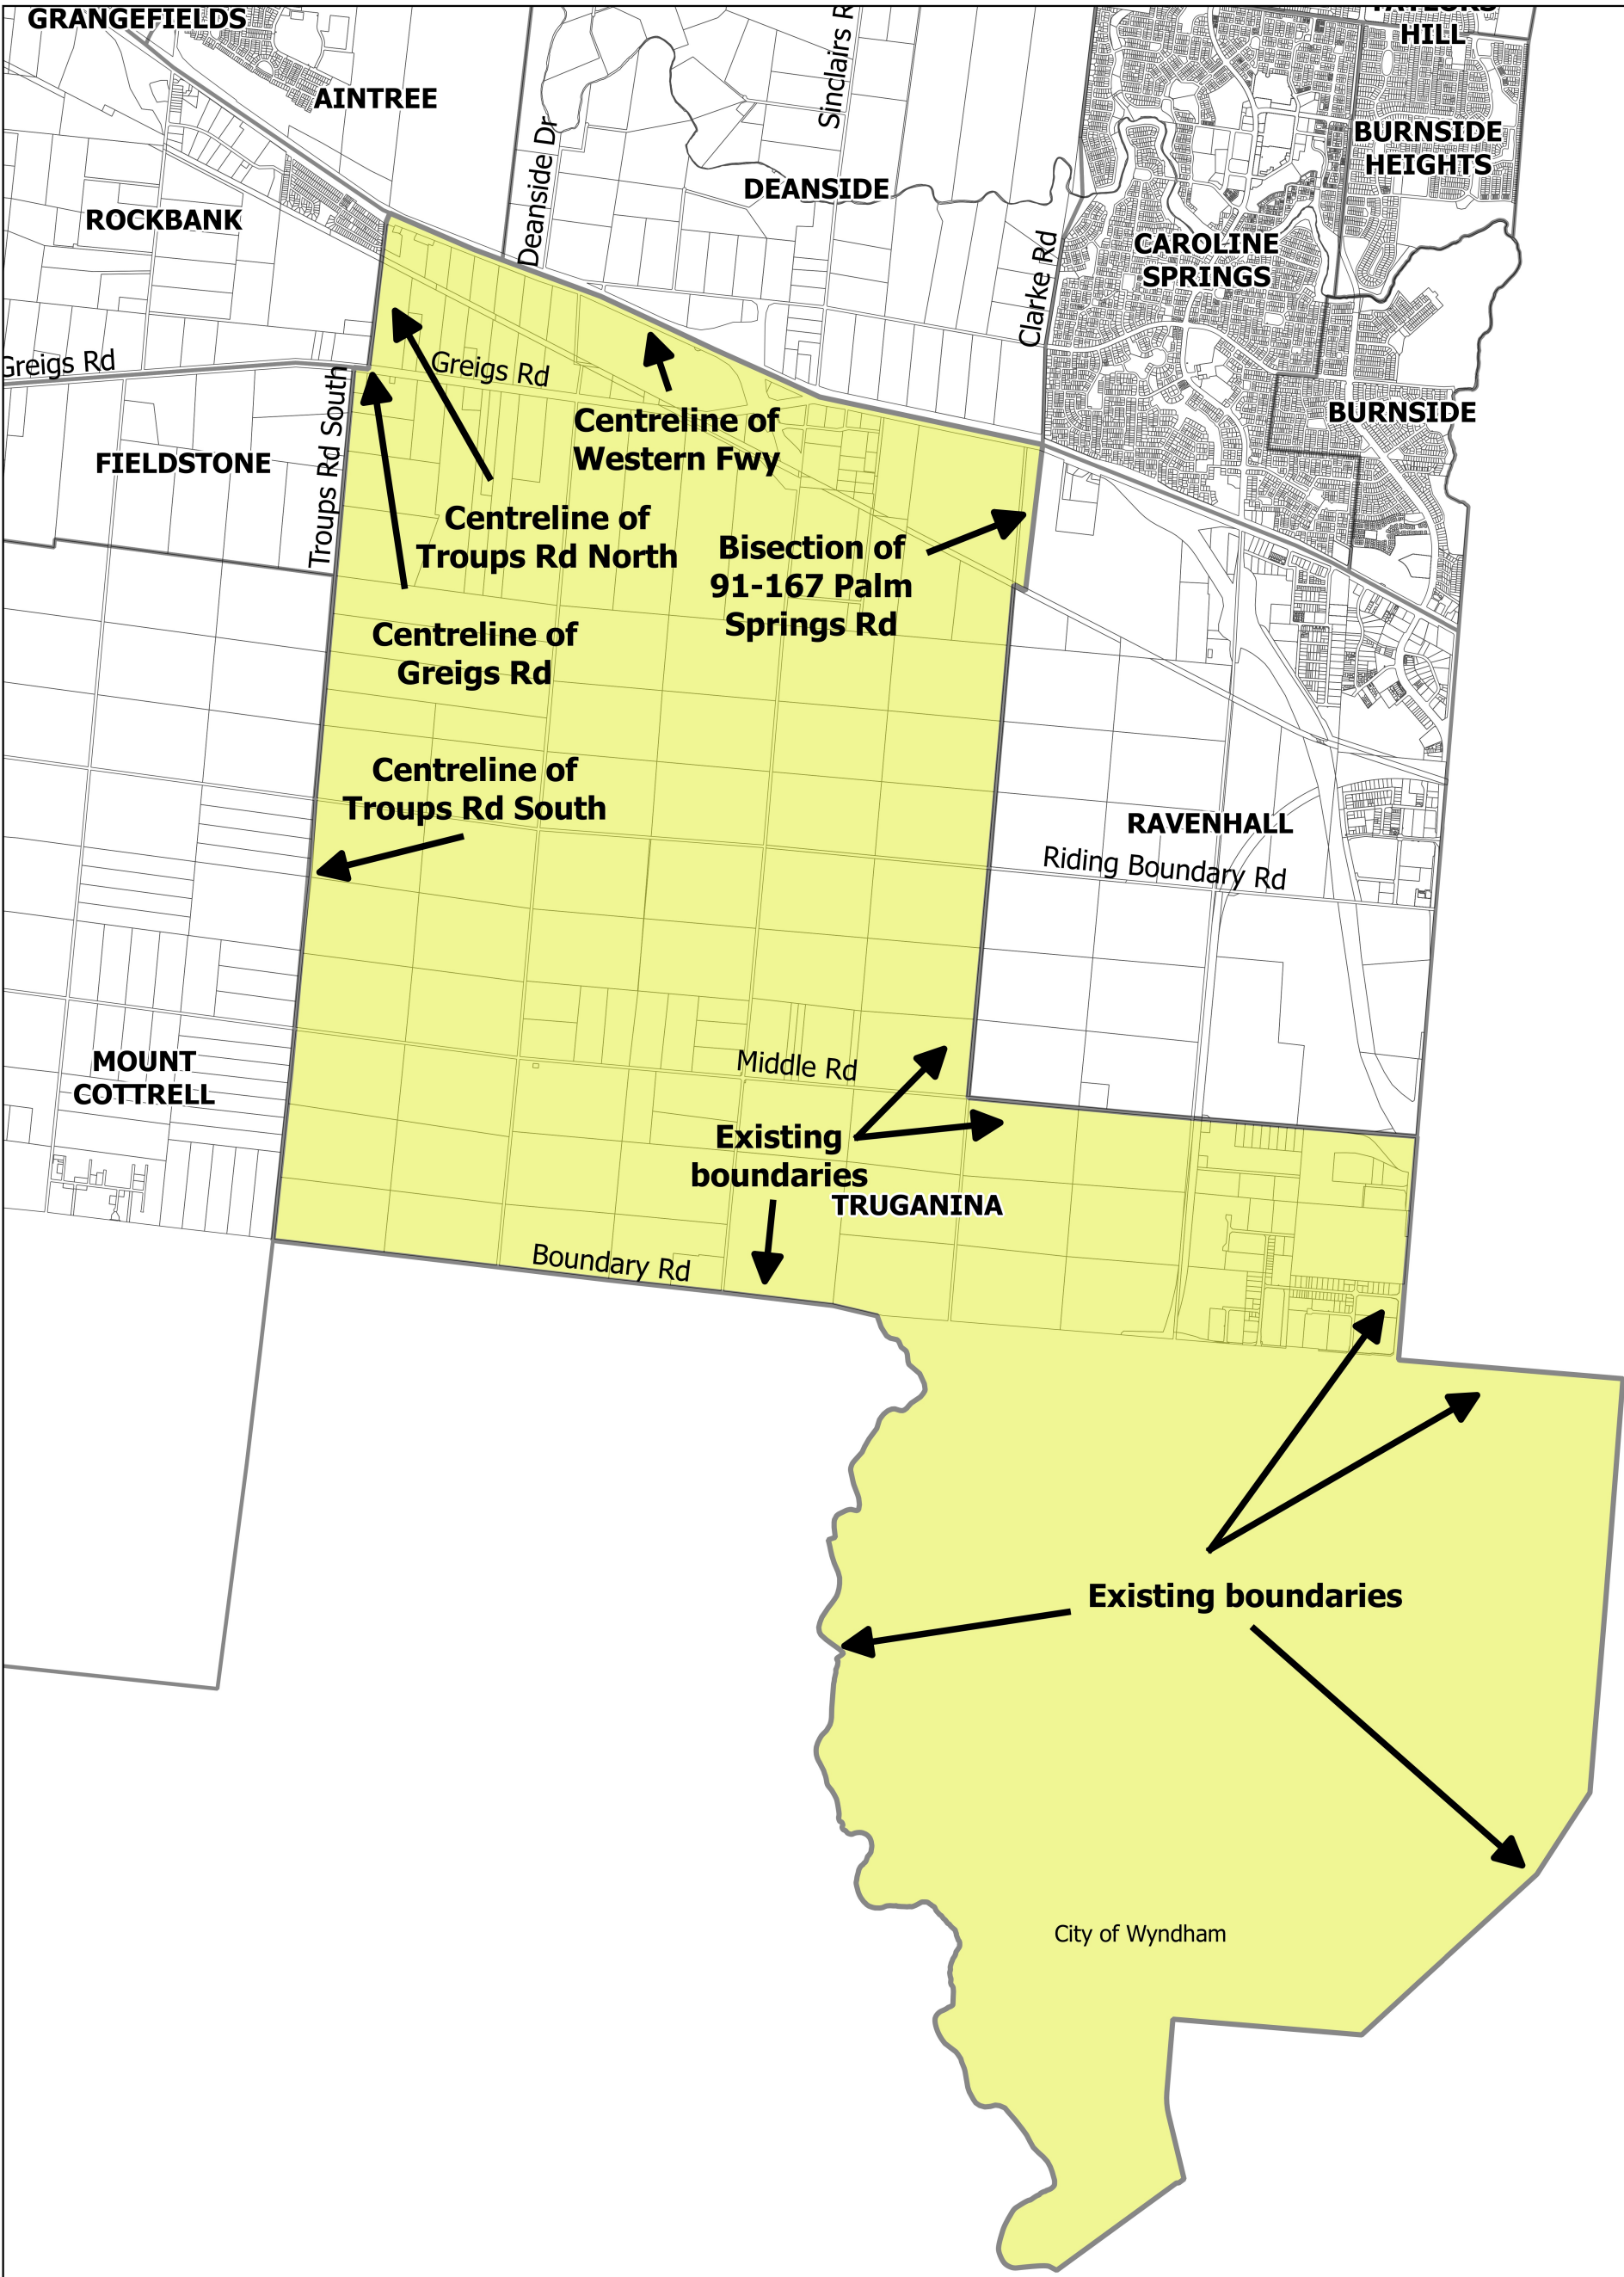 GRANGEFIELDS
HILL
AINTREE
Sinclairs R
BURNSIDE
HEIGHTS
Deanside Dr
DEANSIDE
ROCKBANK
CAROLINE
SPRINGS
Clarke Rd
Greigs Rd
Greigs Rd
Troups Rd South
Centreline of
Western Fwy
BURNSIDE
FIELDSTONE
Centreline of
Troups Rd North
Bisection of
91-167 Palm
Springs Rd
Centreline of
Greigs Rd
Centreline of
Troups Rd South
RAVENHALL
Riding Boundary Rd
MOUNT
COTTRELL
Middle Rd
Existing
boundaries
TRUGANINA
Boundary Rd
Existing boundaries
City of Wyndham